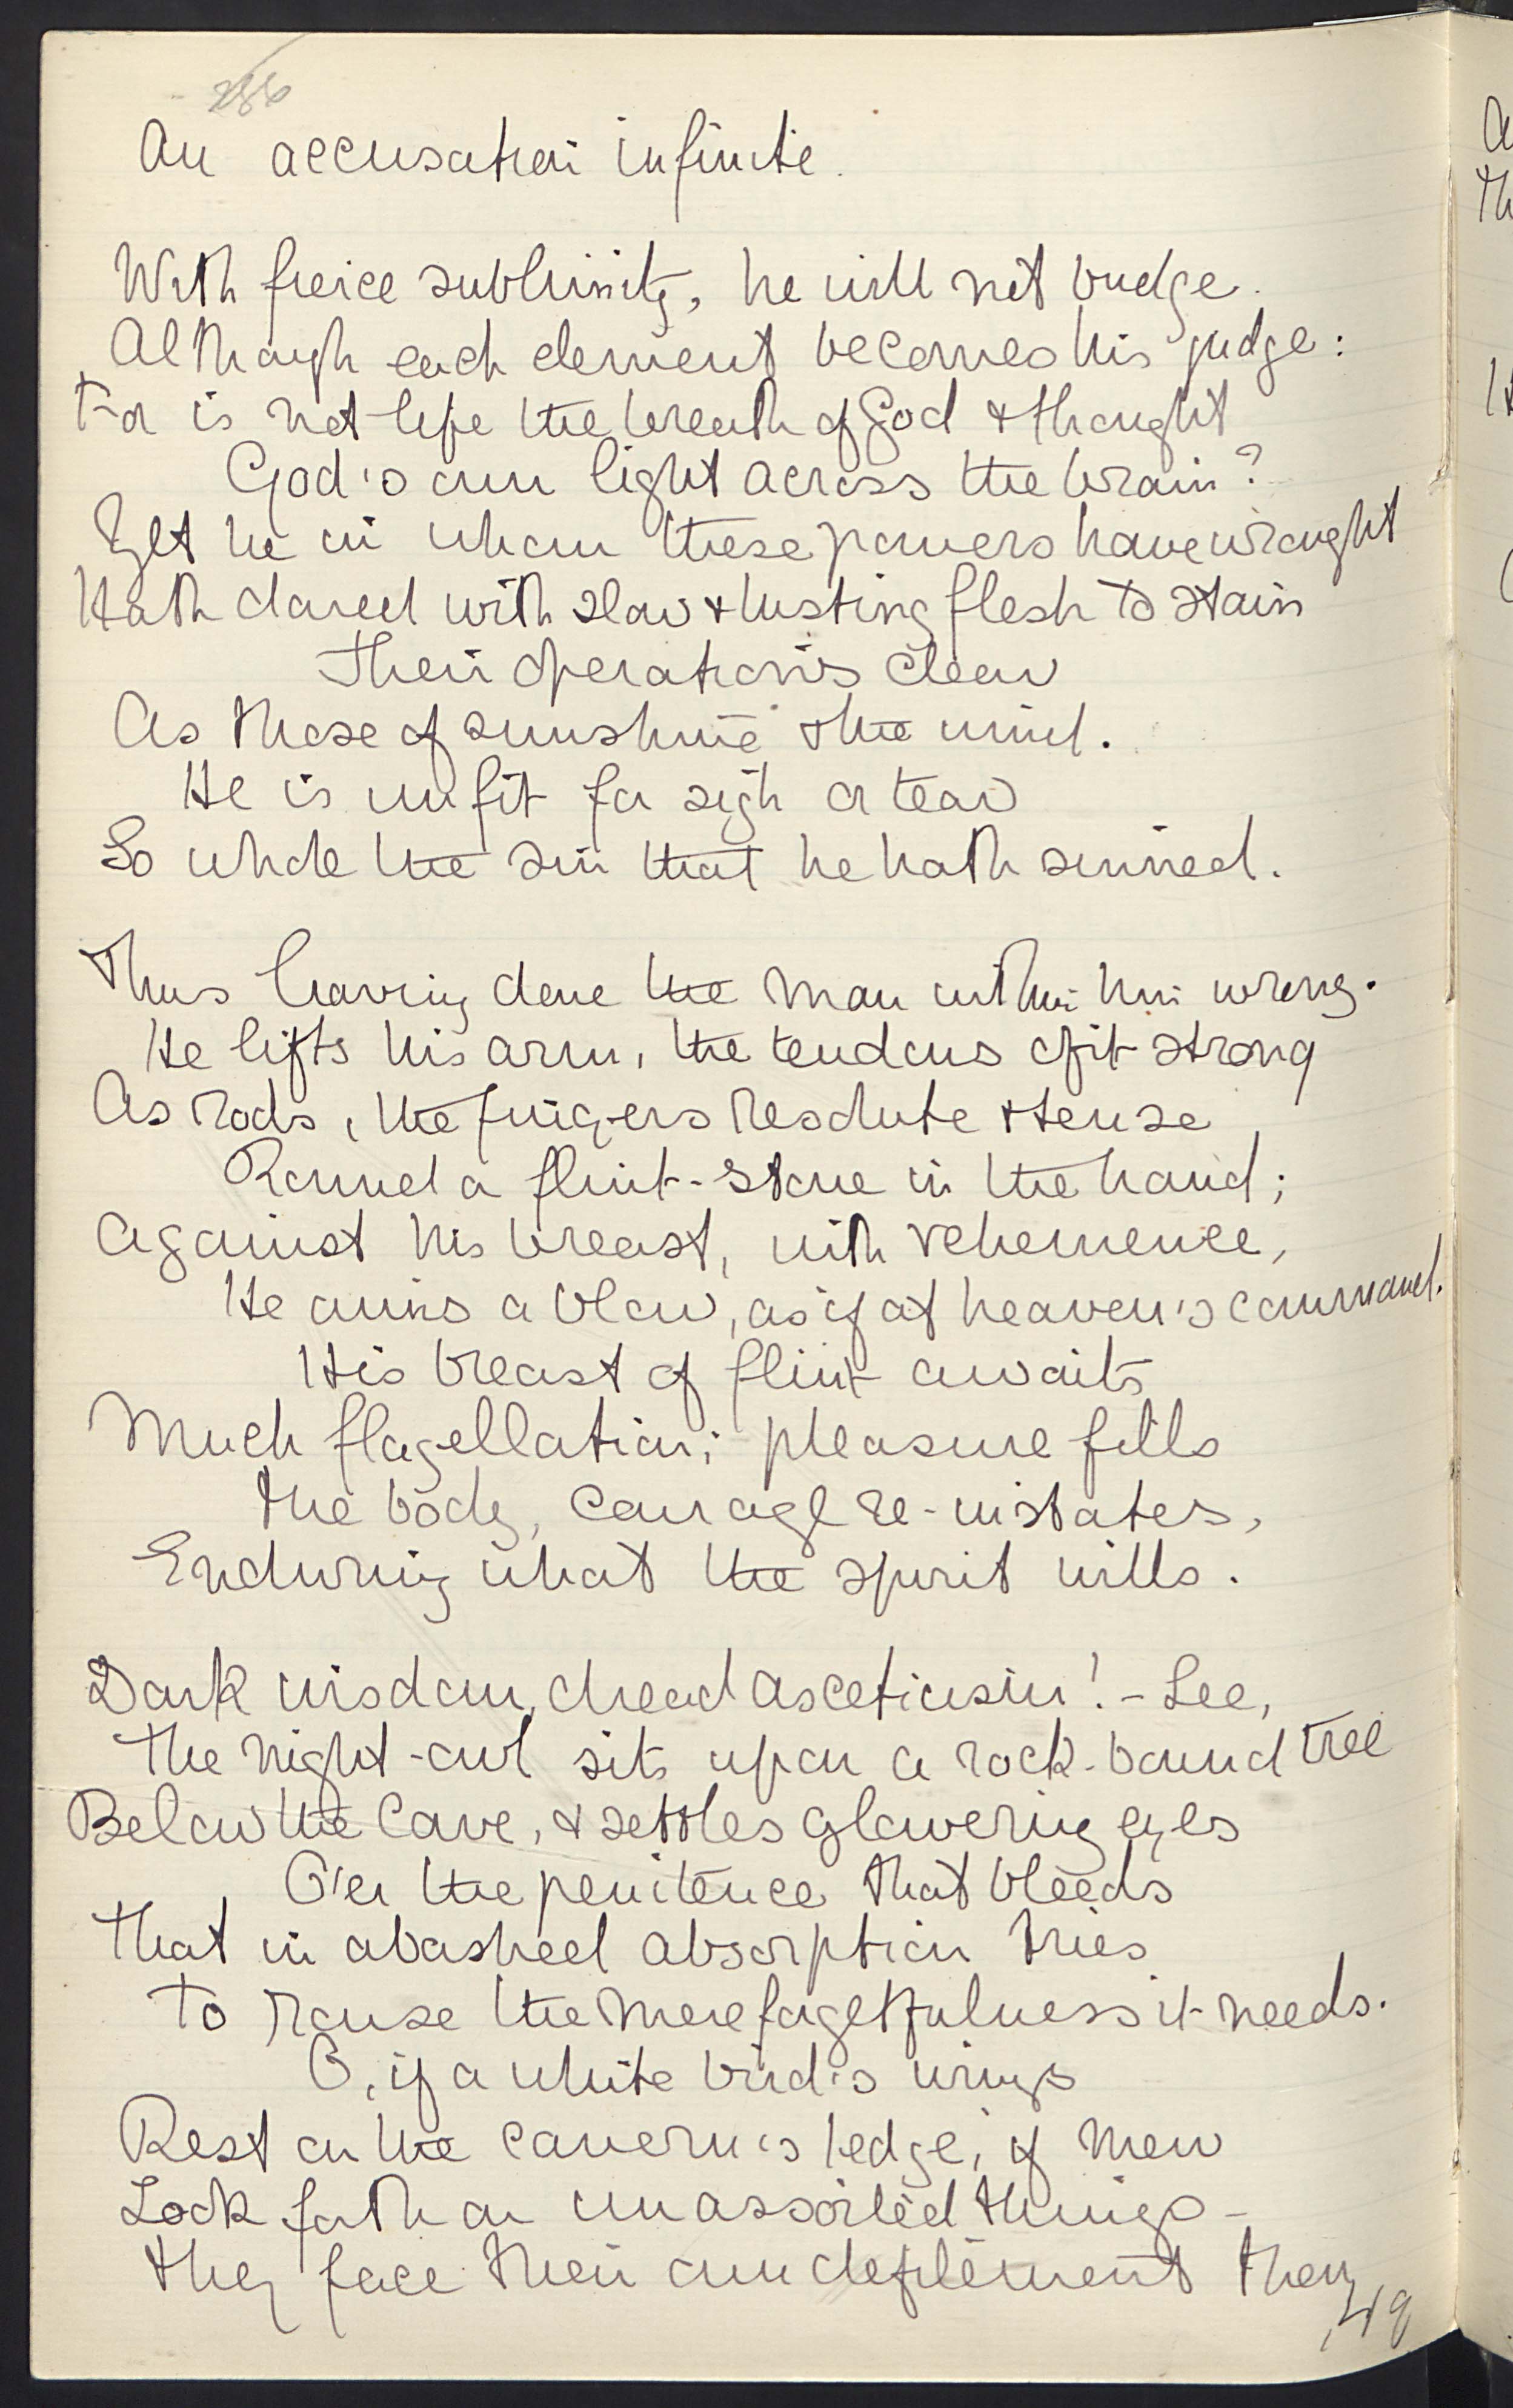 286
An accusation infinite.
With fierce sublimity, he will not budge.
Although each element becomes his judge:
For is not life the breath of God & thought
God's own light across the brain?
Yet he in whom these powers have wrought
Hath dared with slow & lusting flesh to stain
Their operations clear
As those of sunshine & the wind.
He is unfit for sigh or tear
So whole the sin that he hath sinned.
Thus having done the man within him wrong.
He lifts his arm, the tendons of it strong
As rods, the fingers resolute & tense
Round a flint-stone in the hand;
Against his breast, with vehemence,
He aims a blow, as if at heaven's command.
His breast of flint awaits
Much flagellation; pleasure fills
the body, courage re-instates,
Enduring what the spirit wills.
Dark wisdom, dread asceticism! - See,
The night-owl sits upon a rock-bound tree
Below the Cave, & settles glowering eyes
O'er the penitence that bleeds
That in abashed absorption tries
To rouse the mere forgetfulness it needs.
O, if a white bird's wings
Rest on the cavern's ledge, if men
Look forth on unassoilèd things -
They face their own defilement then,
49
A
Th